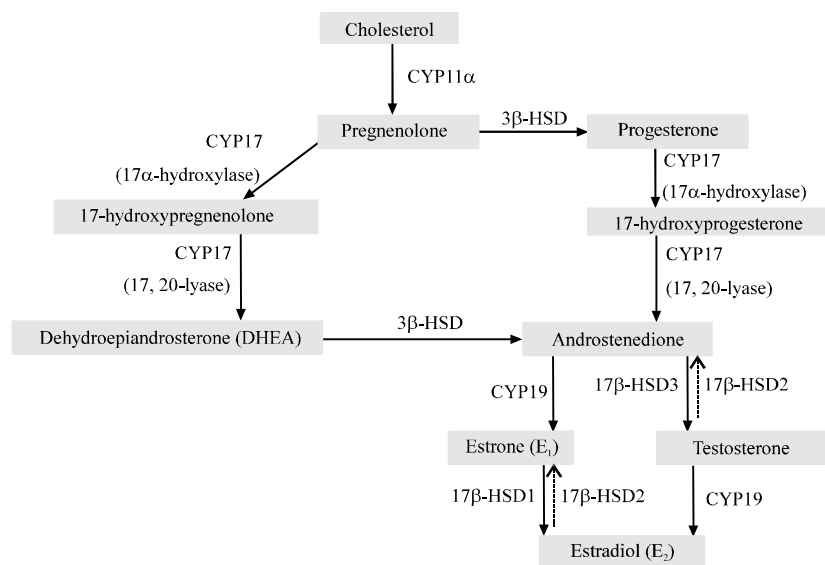 Cholesterol
CYP11α
Pregnenolone
3β-HSD
Progesterone
CYP17
(17α-hydroxylase)
CYP17
(17α-hydroxylase)
17-hydroxypregnenolone
17-hydroxyprogesterone
CYP17
(17, 20-lyase)
CYP17
(17, 20-lyase)
Dehydroepiandrosterone (DHEA)
3β-HSD
Androstenedione
CYP19
17β-HSD3
17β-HSD2
Estrone (E₁)
Testosterone
17β-HSD1
17β-HSD2
CYP19
Estradiol (E₂)